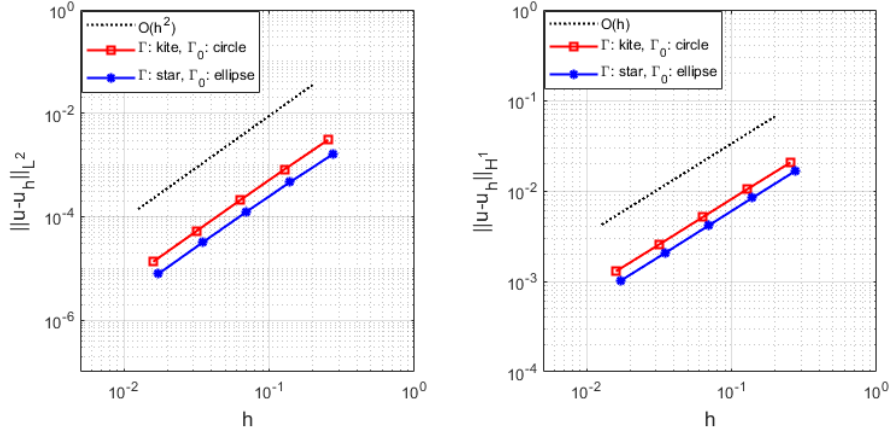 10^0
10^-2
10^-4
10^-6
10^-2
10^-1
10^0
h
||u-u_h||_{L^2}
O(h^2)
Γ: kite, Γ_0: circle
Γ: star, Γ_0: ellipse
10^0
10^-1
10^-2
10^-3
10^-4
10^-2
10^-1
10^0
h
||u-u_h||_{H^1}
O(h)
Γ: kite, Γ_0: circle
Γ: star, Γ_0: ellipse